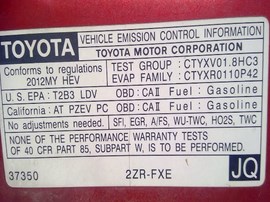 TOYOTA VEHICLE EMISSION CONTROL INFORMATION
TOYOTA MOTOR CORPORATION
Conforms to regulations TEST GROUP : CTYXV01.8HC3
2012MY HEV EVAP FAMILY : CTYXR0110P42
U.S. EPA : T2B3 LDV OBD: CAII Fuel : Gasoline
California: AT PZEV PC OBD: CAII Fuel : Gasoline
No adjustments needed. SFI, EGR, A/FS, WU-TWC, HO2S, TWC
NONE OF THE REMEDY OR PERFORMANCE WARRANTY TESTS
OF 40 CFR PART 85, SUBPART W, IS TO BE PERFORMED.
37350 2ZR-FXE JQ